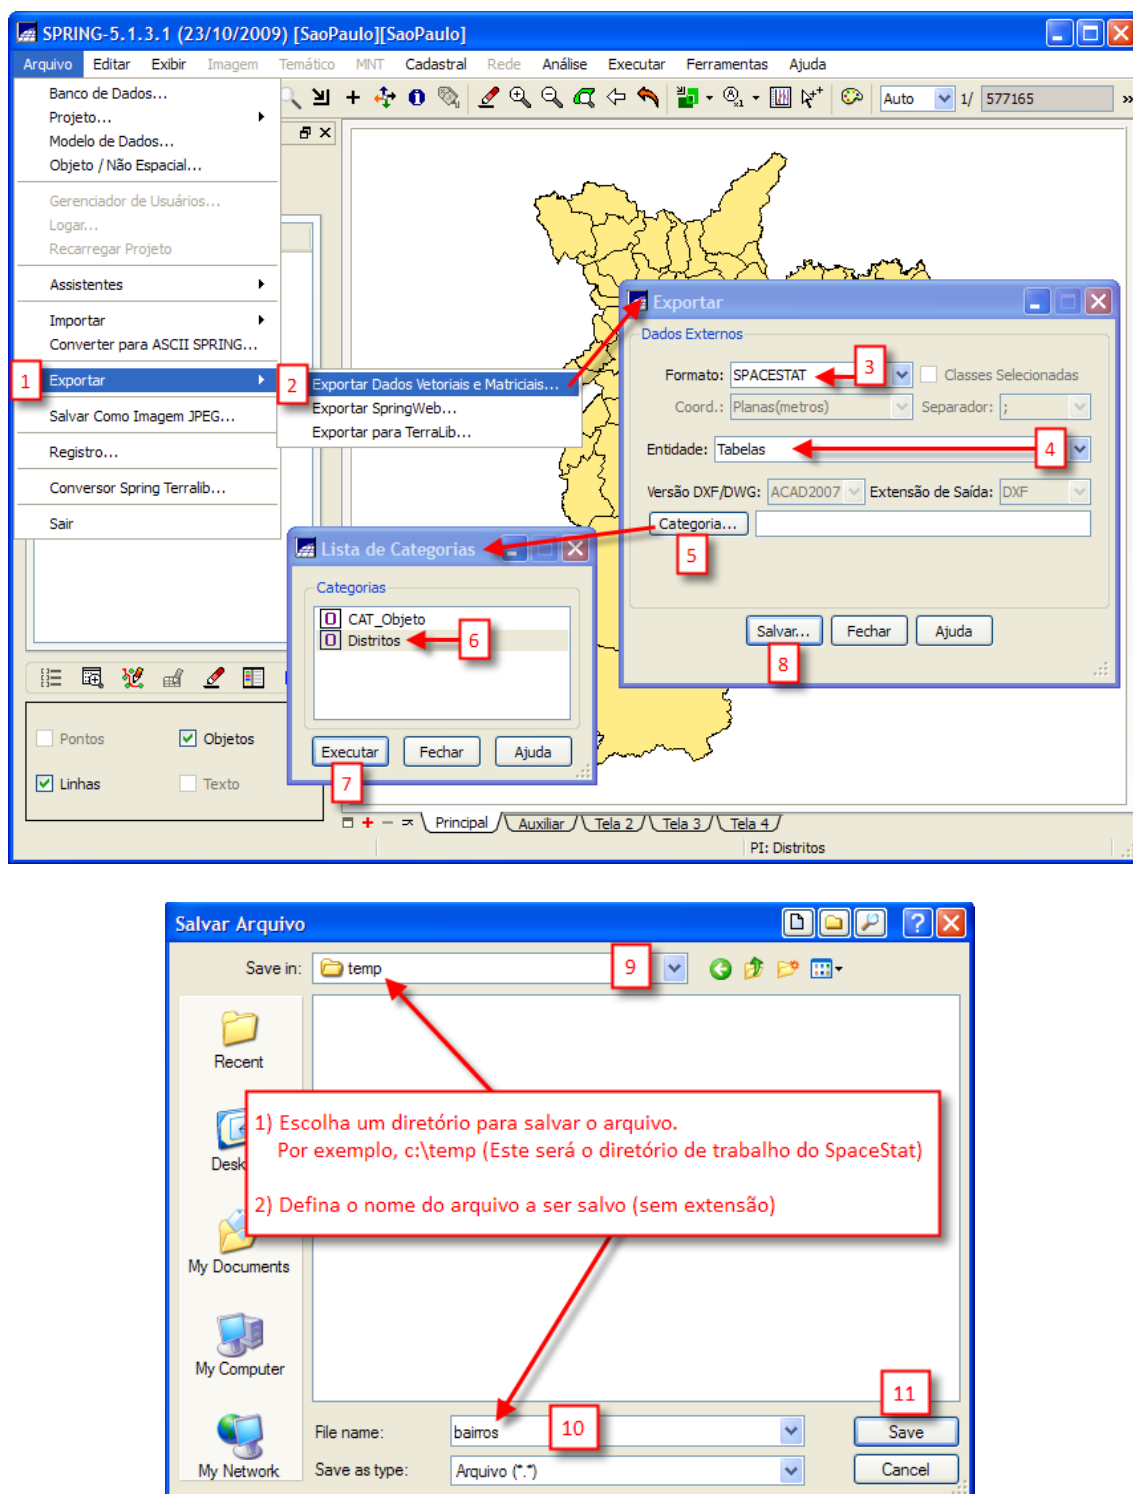 SPRING-5.1.3.1 (23/10/2009) [SaoPaulo][SaoPaulo]
Arquivo Editar Exibir Imagem Temático MNT Cadastral Rede Análise Executar Ferramentas Ajuda
Auto 1/ 577165
Banco de Dados...
Projeto...
Modelo de Dados...
Objeto / Não Espacial...
Gerenciador de Usuários...
Logar...
Recarregar Projeto
Assistentes
Importar
Converter para ASCII SPRING...
1 Exportar
Salvar Como Imagem JPEG...
Registro...
Conversor Spring Terralib...
Sair
2 Exportar Dados Vetoriais e Matriciais...
Exportar SpringWeb...
Exportar para TerraLib...
Exportar
Dados Externos
Formato: SPACESTAT 3 Classes Selecionadas
Coord.: Planas(metros) Separador: ;
Entidade: Tabelas 4
Versão DXF/DWG: ACAD2007 Extensão de Saída: DXF
Categoria...
5
Salvar... Fechar Ajuda
8
Lista de Categorias
Categorias
CAT_Objeto
Distritos 6
Executar Fechar Ajuda
7
Pontos Objetos
Linhas Texto
Principal Auxiliar Tela 2 Tela 3 Tela 4
PI: Distritos
Salvar Arquivo
Save in: temp 9
Recent
Desk
My Documents
My Computer
My Network
1) Escolha um diretório para salvar o arquivo.
Por exemplo, c:\temp (Este será o diretório de trabalho do SpaceStat)
2) Defina o nome do arquivo a ser salvo (sem extensão)
11
File name: bairros 10 Save
Save as type: Arquivo (*.*) Cancel